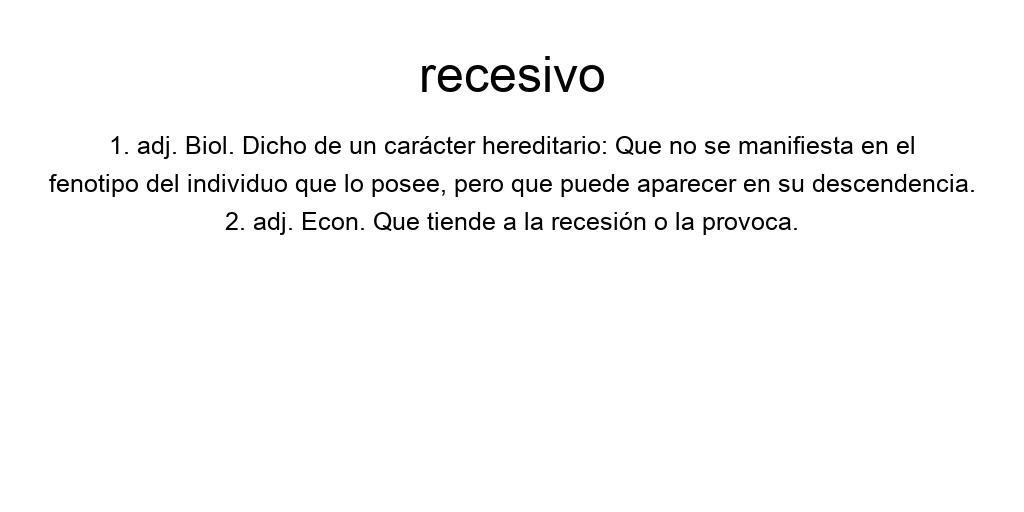 recesivo
1. adj. Biol. Dicho de un carácter hereditario: Que no se manifiesta en el
fenotipo del individuo que lo posee, pero que puede aparecer en su descendencia.
2. adj. Econ. Que tiende a la recesión o la provoca.